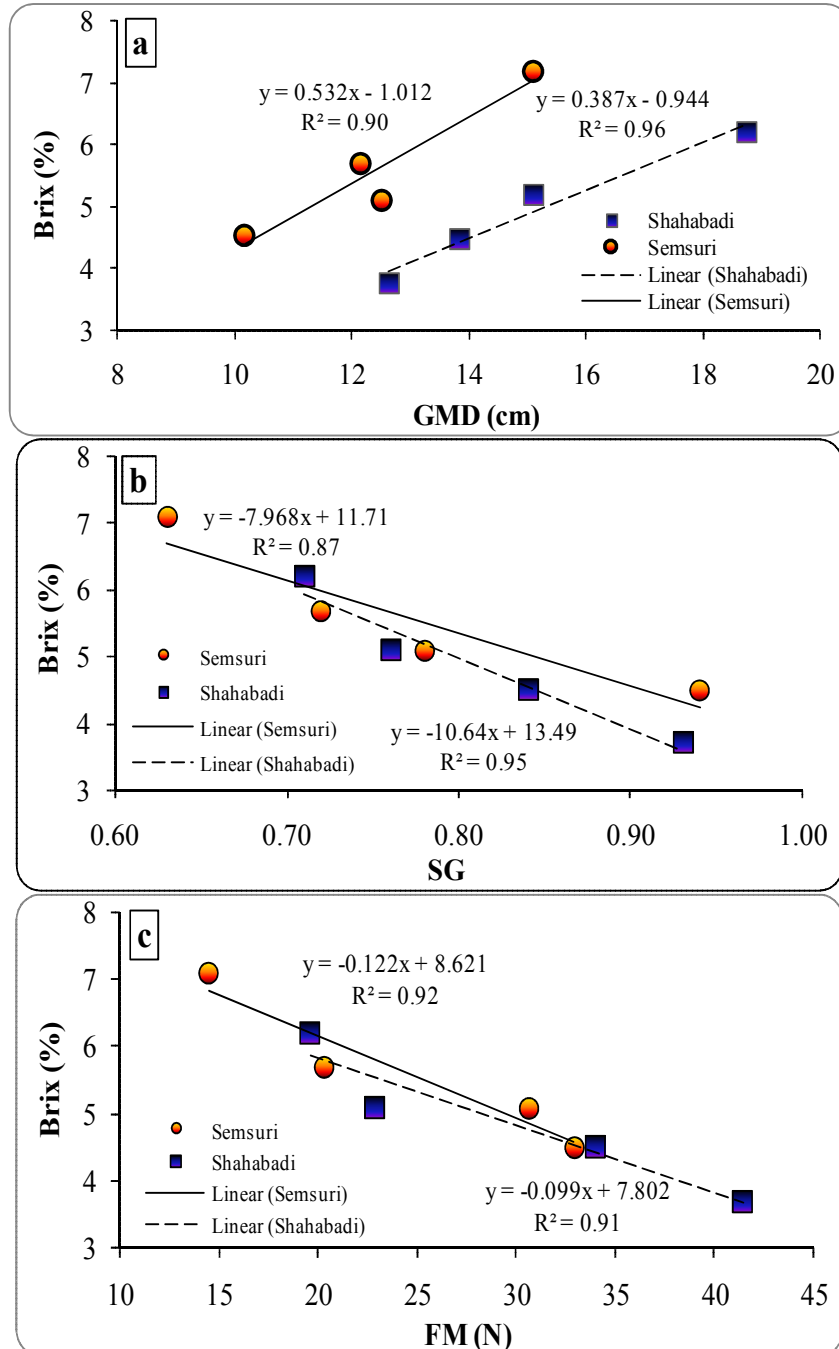 a
8
7
6
5
4
3
Brix (%)
y = 0.532x - 1.012
R² = 0.90
y = 0.387x - 0.944
R² = 0.96
Shahabadi
Semsuri
Linear (Shahabadi)
Linear (Semsuri)
8 10 12 14 16 18 20
GMD (cm)
b
8
7
6
5
4
3
Brix (%)
y = -7.968x + 11.71
R² = 0.87
Semsuri
Shahabadi
Linear (Semsuri)
Linear (Shahabadi)
y = -10.64x + 13.49
R² = 0.95
0.60 0.70 0.80 0.90 1.00
SG
c
8
7
6
5
4
3
Brix (%)
y = -0.122x + 8.621
R² = 0.92
Semsuri
Shahabadi
Linear (Semsuri)
Linear (Shahabadi)
y = -0.099x + 7.802
R² = 0.91
10 15 20 25 30 35 40 45
FM (N)